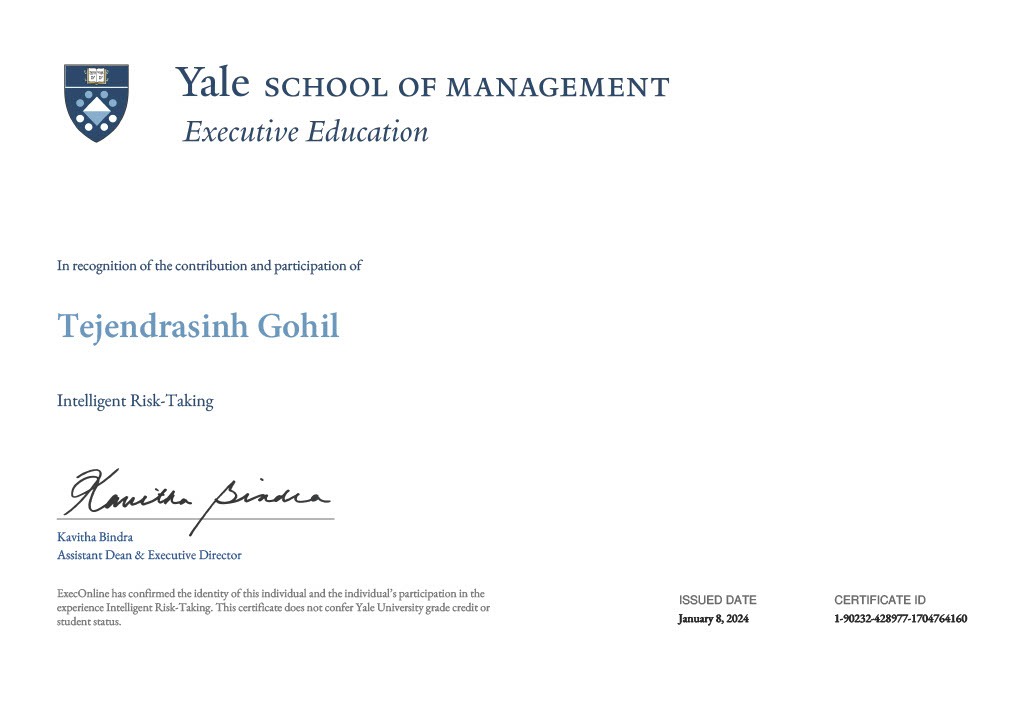 Yale SCHOOL OF MANAGEMENT
Executive Education
In recognition of the contribution and participation of
Tejendrasinh Gohil
Intelligent Risk-Taking
Kavitha Bindra
Kavitha Bindra
Assistant Dean & Executive Director
ExecOnline has confirmed the identity of this individual and the individual's participation in the
experience Intelligent Risk-Taking. This certificate does not confer Yale University grade credit or
student status.
ISSUED DATE
January 8, 2024
CERTIFICATE ID
1-90232-428977-1704764160